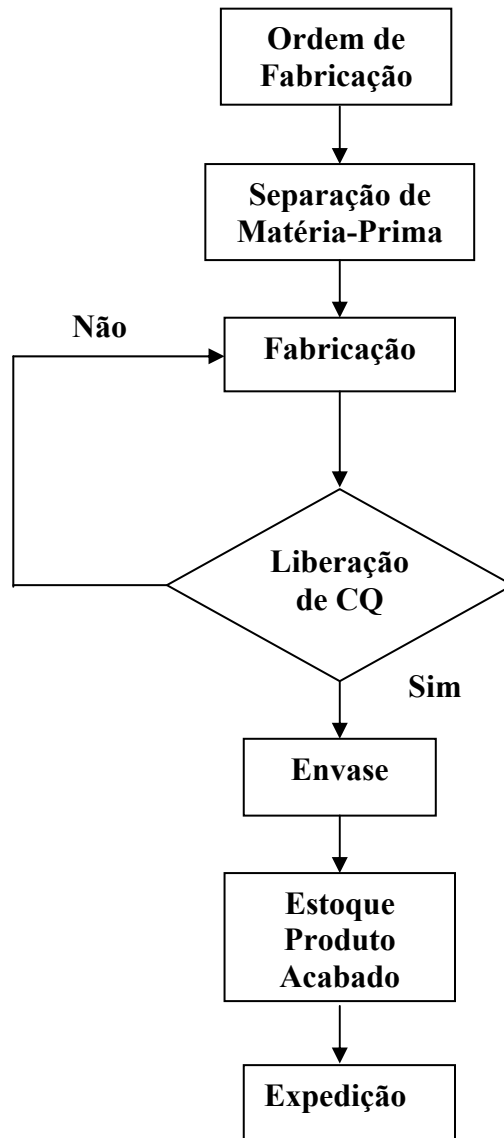 Ordem de
Fabricação
Separação de
Matéria-Prima
Não
Fabricação
Liberação
de CQ
Sim
Envase
Estoque
Produto
Acabado
Expedição